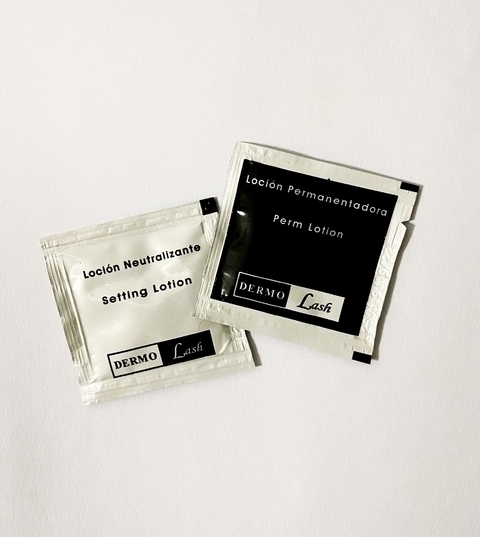 Loción Neutralizante
Setting Lotion
DERMO Lash
Loción Permanentadora
Perm Lotion
DERMO Lash